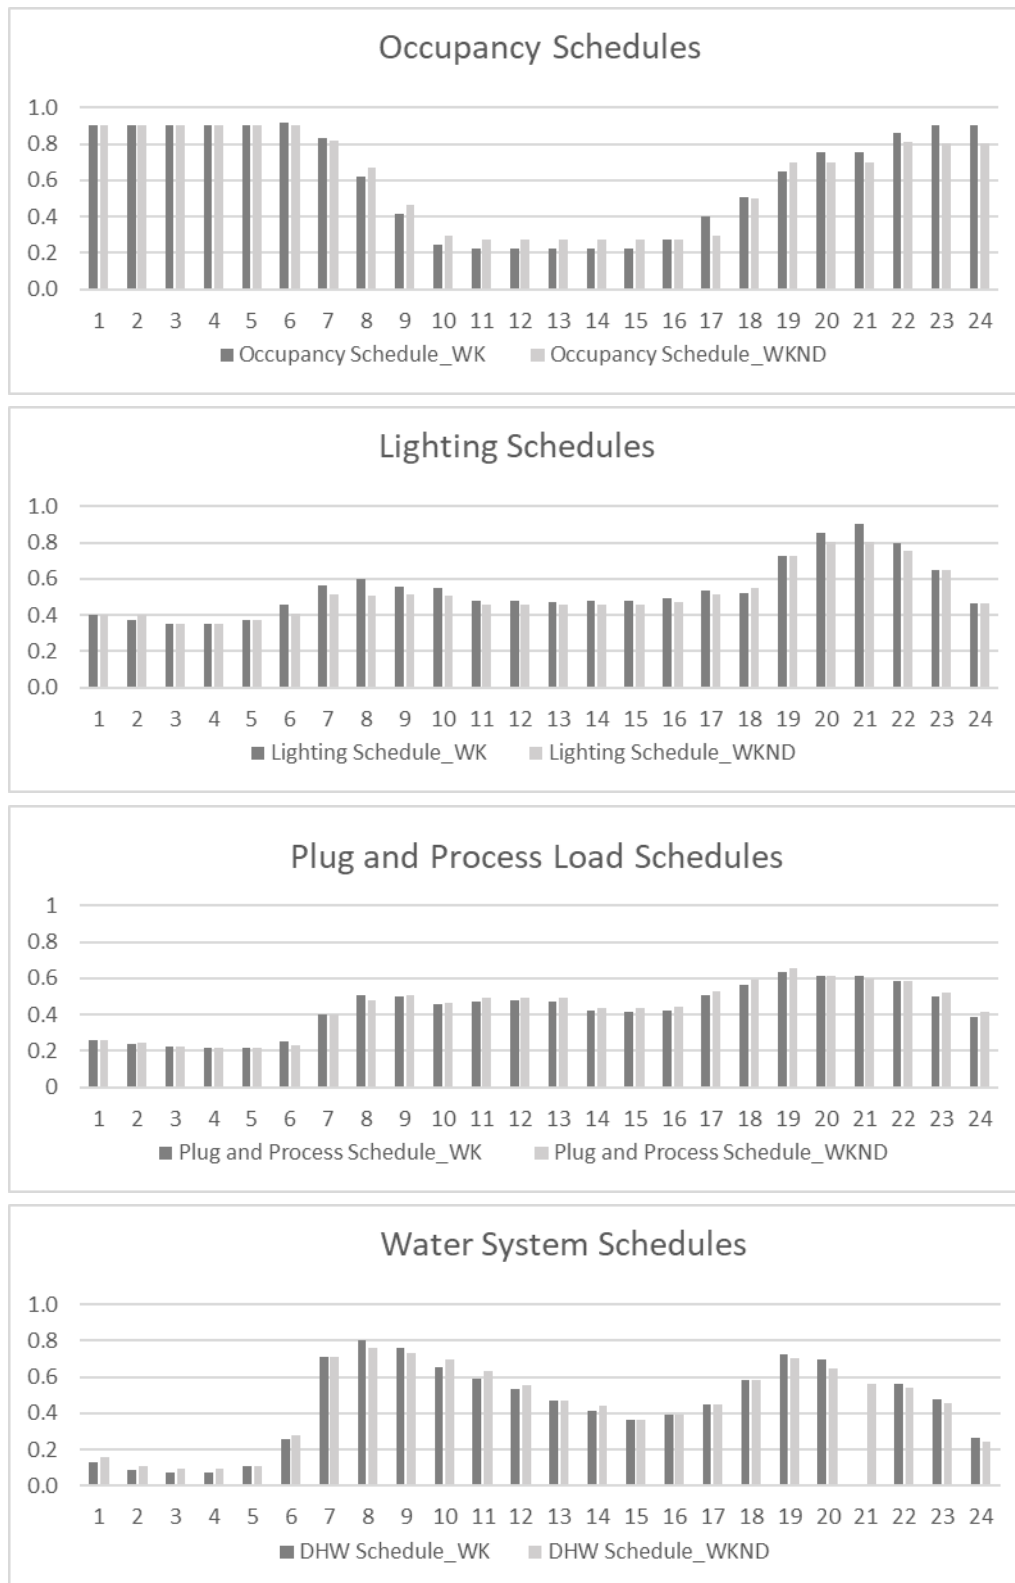 Occupancy Schedules
1.0
0.8
0.6
0.4
0.2
0.0
1 2 3 4 5 6 7 8 9 10 11 12 13 14 15 16 17 18 19 20 21 22 23 24
Occupancy Schedule_WK Occupancy Schedule_WKND
Lighting Schedules
1.0
0.8
0.6
0.4
0.2
0.0
1 2 3 4 5 6 7 8 9 10 11 12 13 14 15 16 17 18 19 20 21 22 23 24
Lighting Schedule_WK Lighting Schedule_WKND
Plug and Process Load Schedules
1
0.8
0.6
0.4
0.2
0
1 2 3 4 5 6 7 8 9 10 11 12 13 14 15 16 17 18 19 20 21 22 23 24
Plug and Process Schedule_WK Plug and Process Schedule_WKND
Water System Schedules
1.0
0.8
0.6
0.4
0.2
0.0
1 2 3 4 5 6 7 8 9 10 11 12 13 14 15 16 17 18 19 20 21 22 23 24
DHW Schedule_WK DHW Schedule_WKND